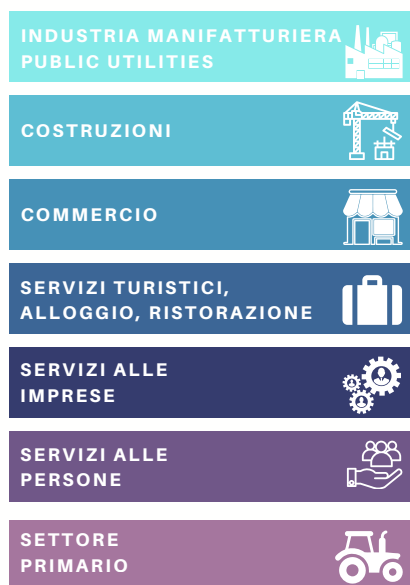 INDUSTRIA MANIFATTURIERA
PUBLIC UTILITIES
COSTRUZIONI
COMMERCIO
SERVIZI TURISTICI,
ALLOGGIO, RISTORAZIONE
SERVIZI ALLE
IMPRESE
SERVIZI ALLE
PERSONE
SETTORE
PRIMARIO